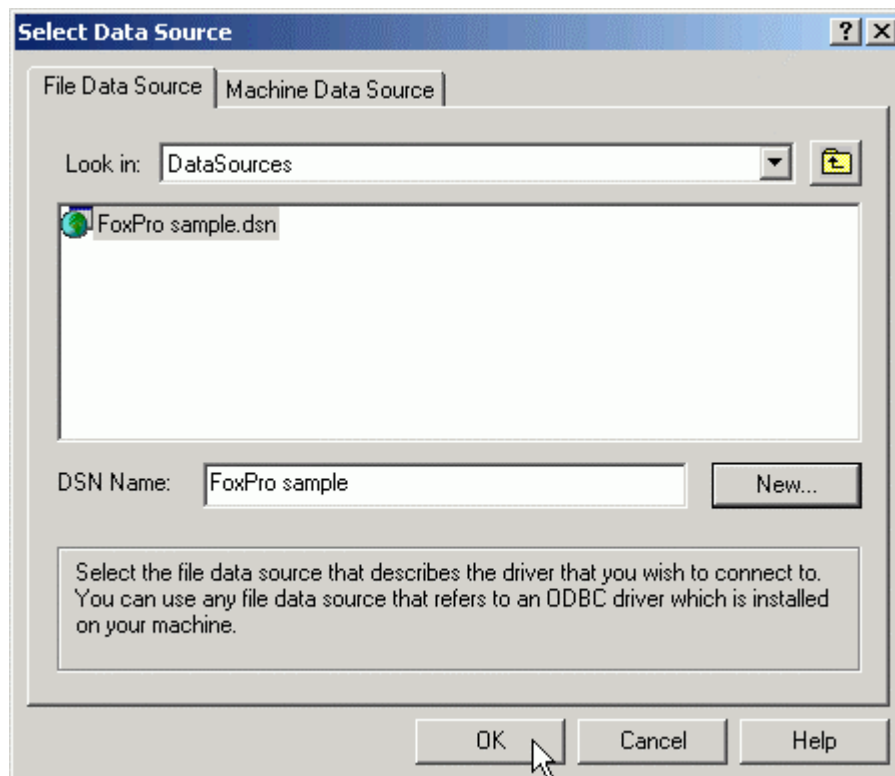 Select Data Source
File Data Source
Machine Data Source
Look in: DataSources
FoxPro sample.dsn
DSN Name: FoxPro sample New...
Select the file data source that describes the driver that you wish to connect to.
You can use any file data source that refers to an ODBC driver which is installed
on your machine.
OK Cancel Help